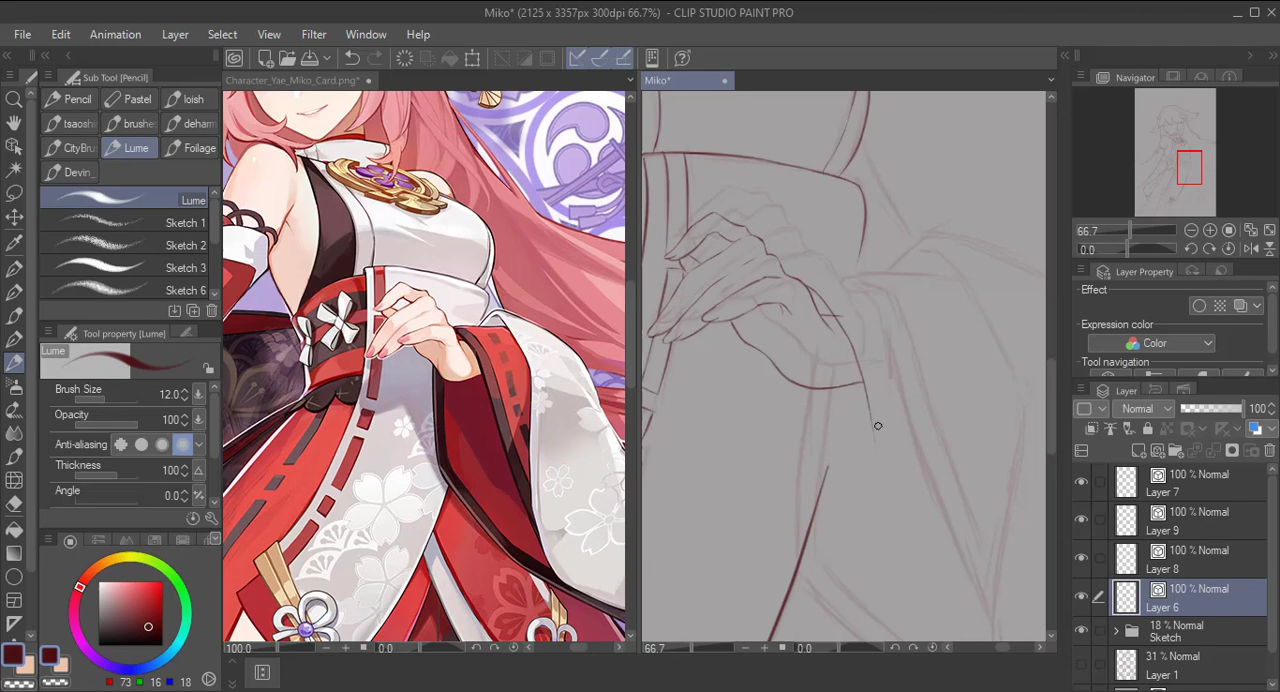 Miko* (2125 x 3357px 300dpi 66.7%) - CLIP STUDIO PAINT PRO
File Edit Animation Layer Select View Filter Window Help
Sub Tool [Pencil]
Character_Yae_Miko_Card.png*
Miko*
Navigator
Pencil Pastel loish
tsaoshi brushe deharm
CityBru Lume Foilage
Devin_
Lume
Sketch 1
Sketch 2
Sketch 3
Sketch 6
Tool property [Lume]
Lume
Brush Size 12.0
Opacity 100
Anti-aliasing
Thickness 100
Angle 0.0
73 16 18
100.0 0.0
66.7 0.0
66.7
0.0
Layer Property
Effect
Expression color
Color
Tool navigation
Layer
Normal 100
100 % Normal
Layer 7
100 % Normal
Layer 9
100 % Normal
Layer 8
100 % Normal
Layer 6
18 % Normal
Sketch
31 % Normal
Layer 1